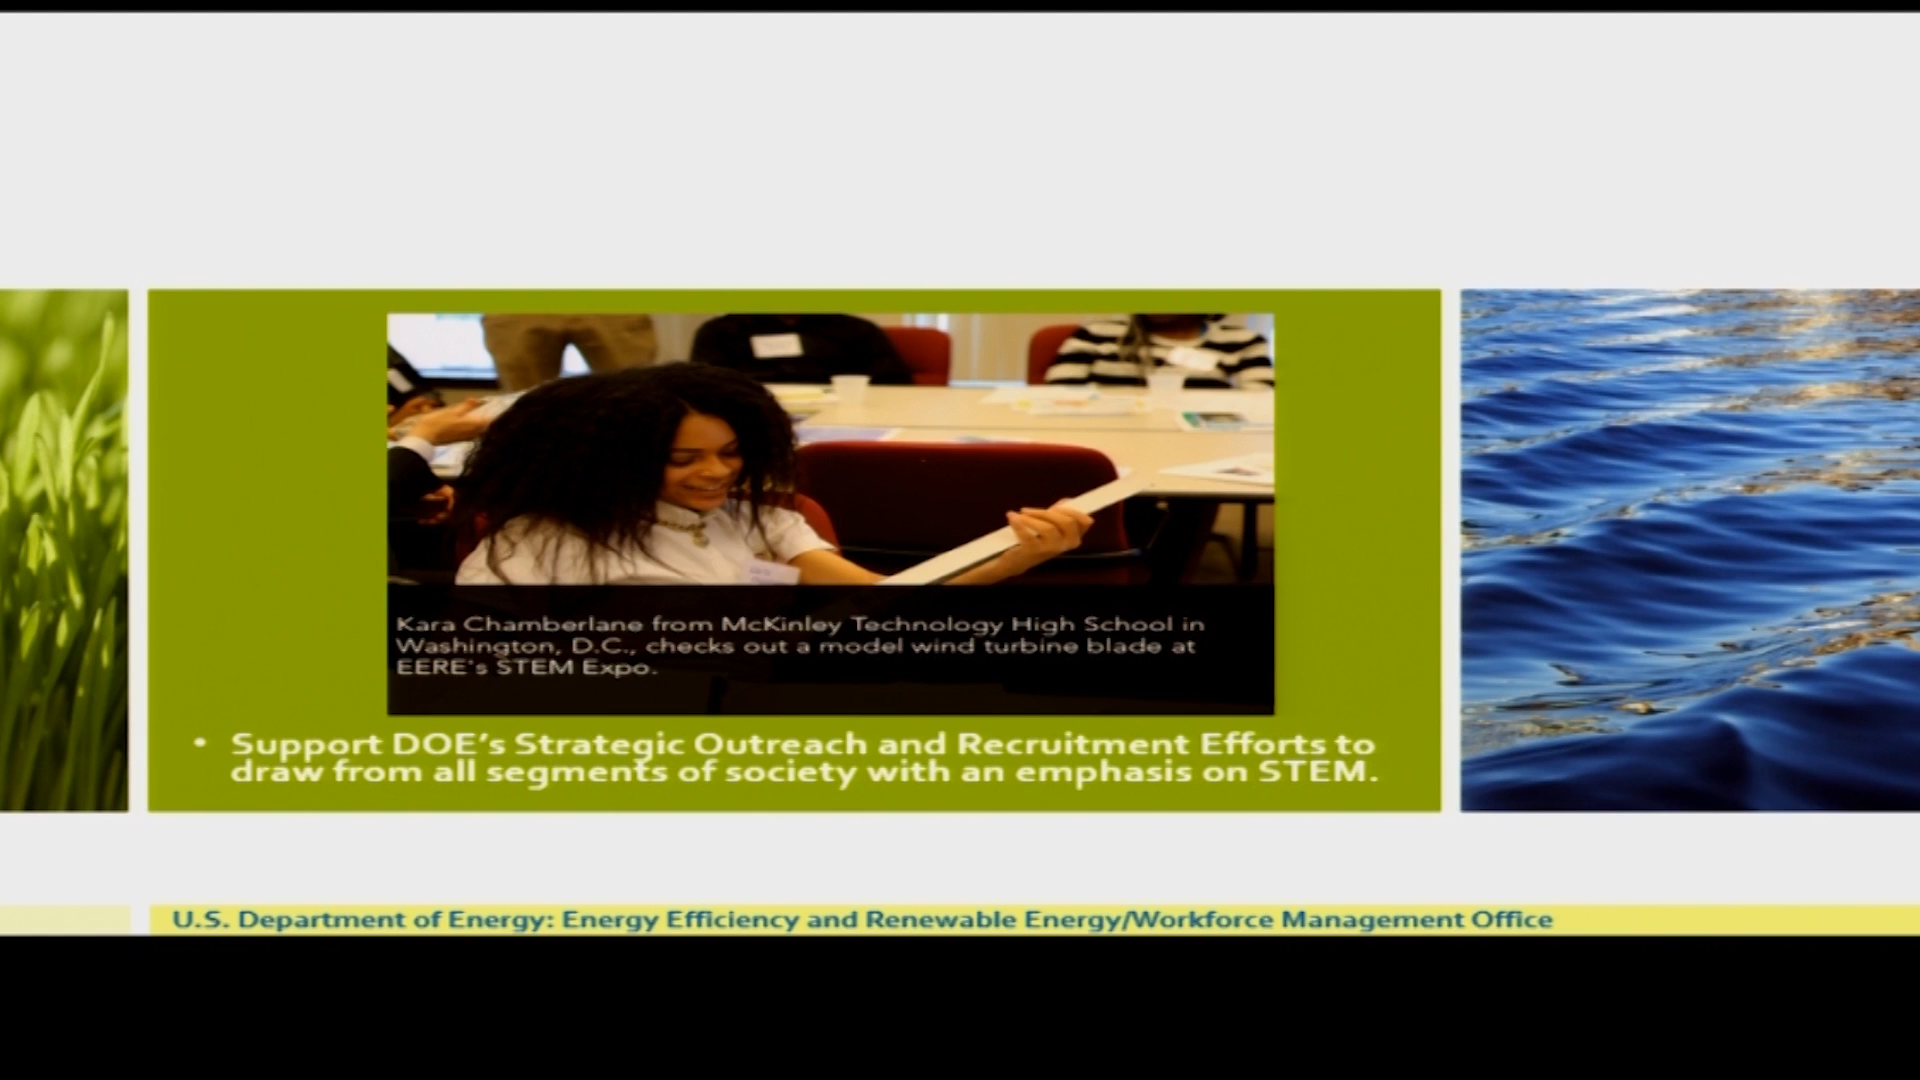 Kara Chamberlane from McKinley Technology High School in
Washington, D.C., checks out a model wind turbine blade at
EERE's STEM Expo.
• Support DOE's Strategic Outreach and Recruitment Efforts to
draw from all segments of society with an emphasis on STEM.
U.S. Department of Energy: Energy Efficiency and Renewable Energy/Workforce Management Office